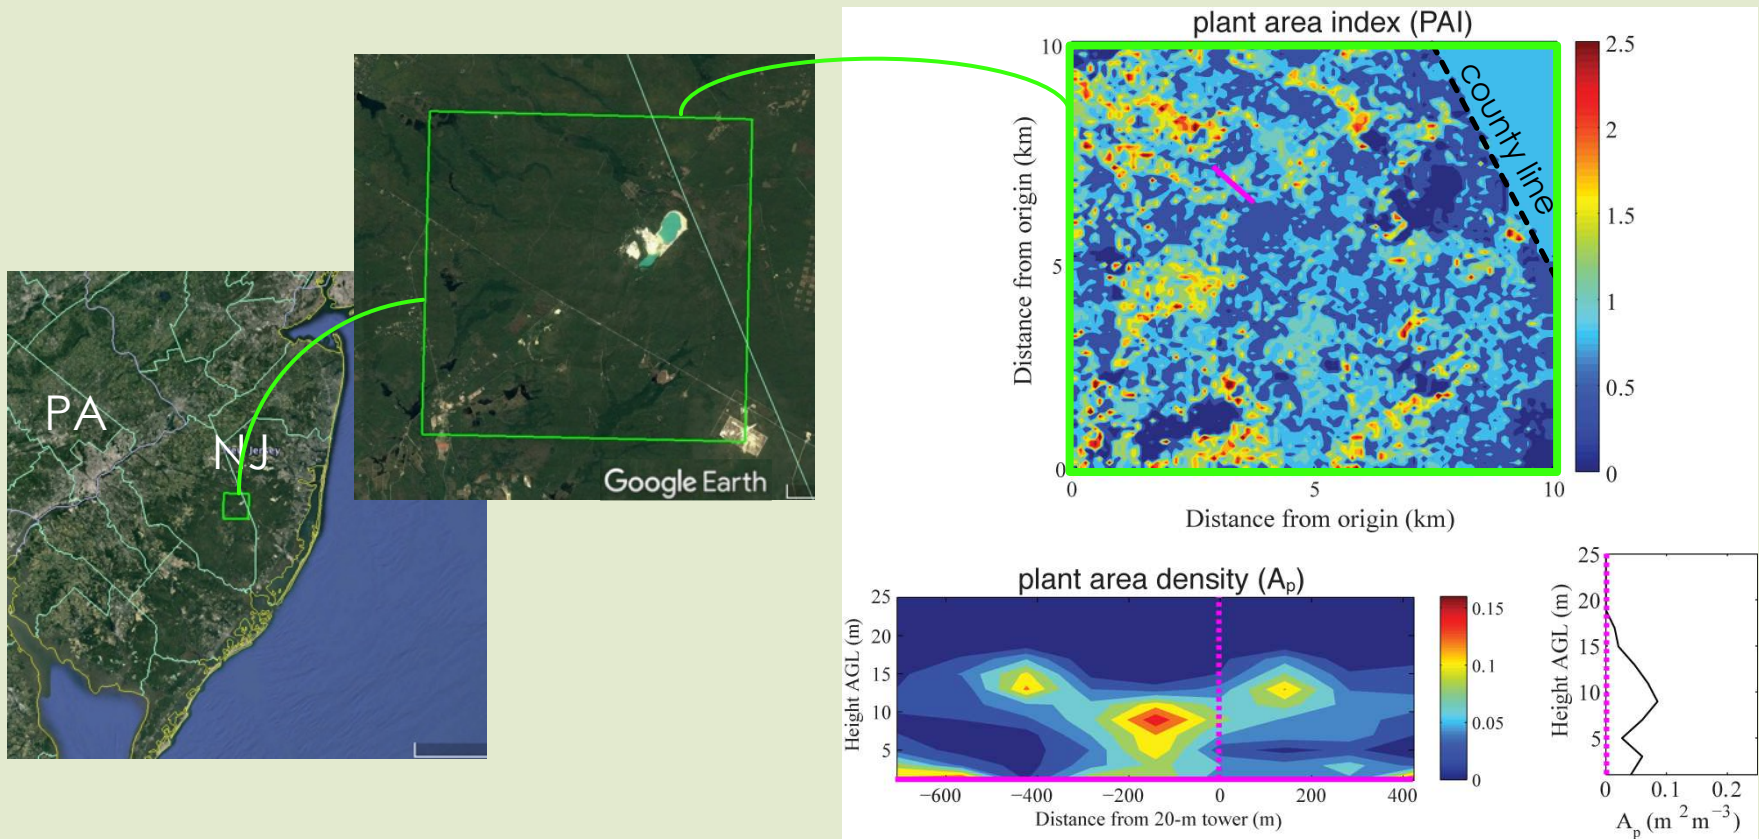 PA
NJ
Google Earth
plant area index (PAI)
10
5
0
Distance from origin (km)
0
5
10
Distance from origin (km)
county line
2.5
2
1.5
1
0.5
0
plant area density (Aₚ)
25
20
15
10
5
Height AGL (m)
−600
−400
−200
0
200
400
Distance from 20-m tower (m)
0.15
0.1
0.05
0
25
20
15
10
5
Height AGL (m)
0
0.1
0.2
Aₚ (m² m⁻³)